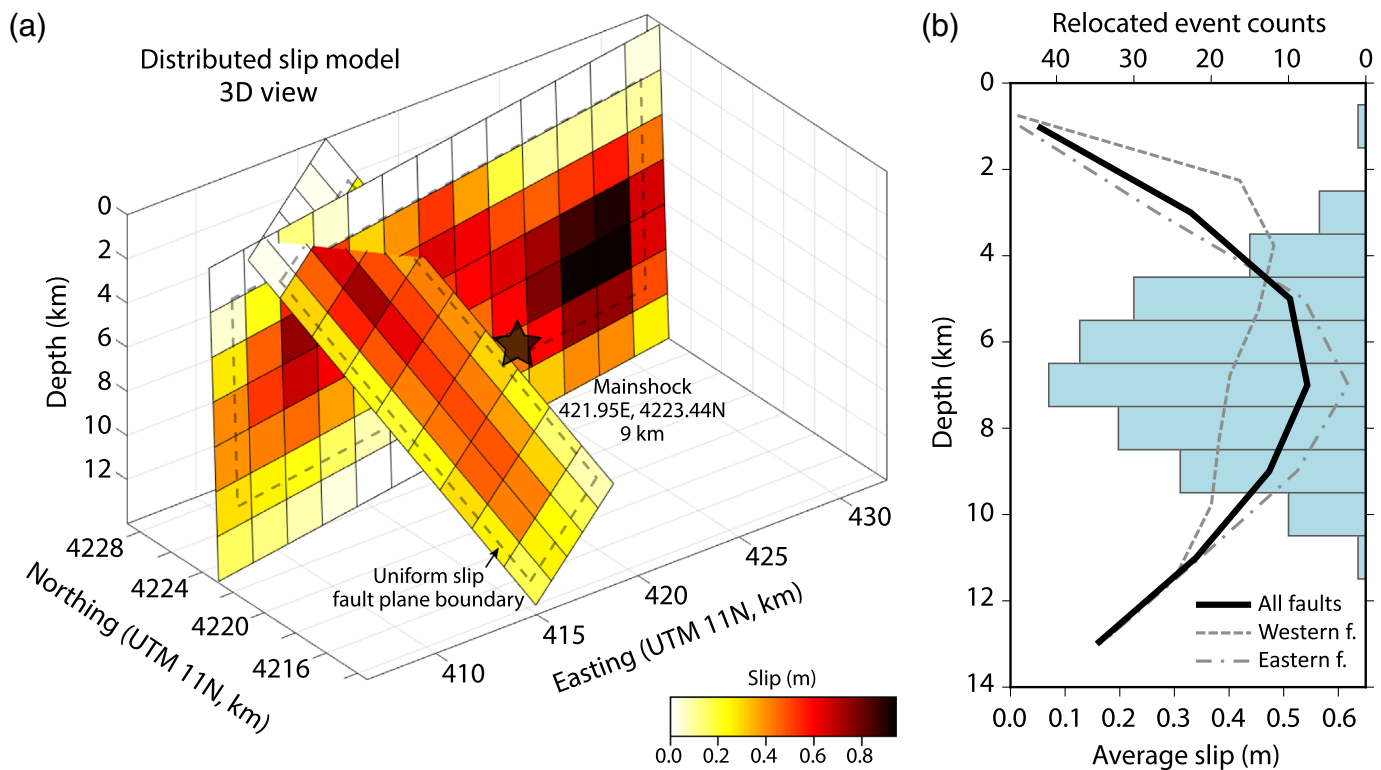 (a)
Distributed slip model
3D view
0
2
4
6
8
10
12
Depth (km)
Mainshock
421.95E, 4223.44N
9 km
Uniform slip
fault plane boundary
4228
4224
4220
4216
Northing (UTM 11N, km)
410
415
420
425
430
Easting (UTM 11N, km)
Slip (m)
0.0 0.2 0.4 0.6 0.8
(b)
Relocated event counts
40 30 20 10 0
0
2
4
6
8
10
12
14
Depth (km)
All faults
Western f.
Eastern f.
0.0 0.1 0.2 0.3 0.4 0.5 0.6
Average slip (m)